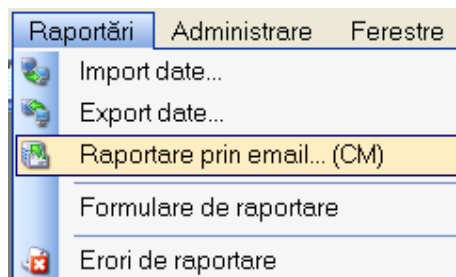 Raportări Administrare Ferestre
Import date...
Export date...
Raportare prin email... (CM)
Formulare de raportare
Erori de raportare